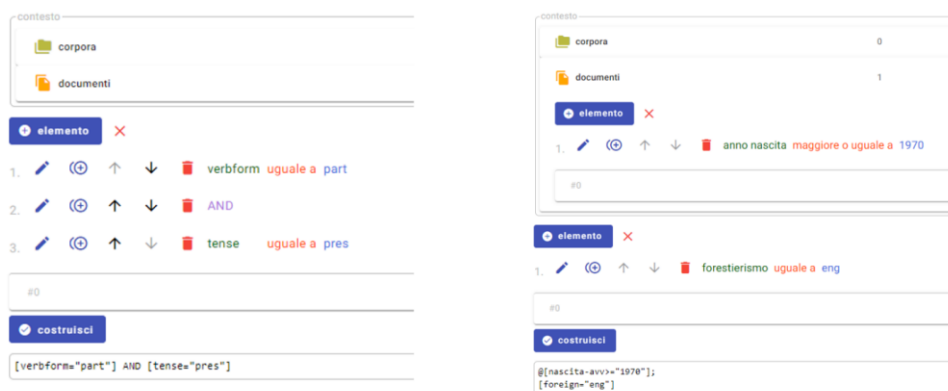 contesto
corpora
documenti
elemento
1. verbform uguale a part
2. AND
3. tense uguale a pres
#0
costruisci
[verbform="part"] AND [tense="pres"]
contesto
corpora 0
documenti 1
elemento
1. anno nascita maggiore o uguale a 1970
#0
elemento
1. forestierismo uguale a eng
#0
costruisci
@[nascita-avv>="1970"];
[foreign="eng"]